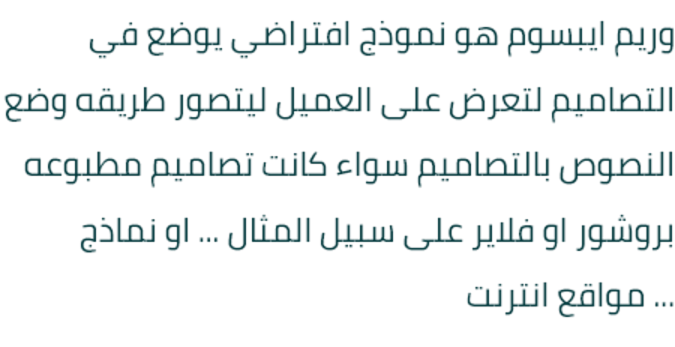 وريم ايبسوم هو نموذج افتراضي يوضع في
التصاميم لتعرض على العميل ليتصور طريقه وضع
النصوص بالتصاميم سواء كانت تصاميم مطبوعه
بروشور او فلاير على سبيل المثال ... او نماذج
... مواقع انترنت